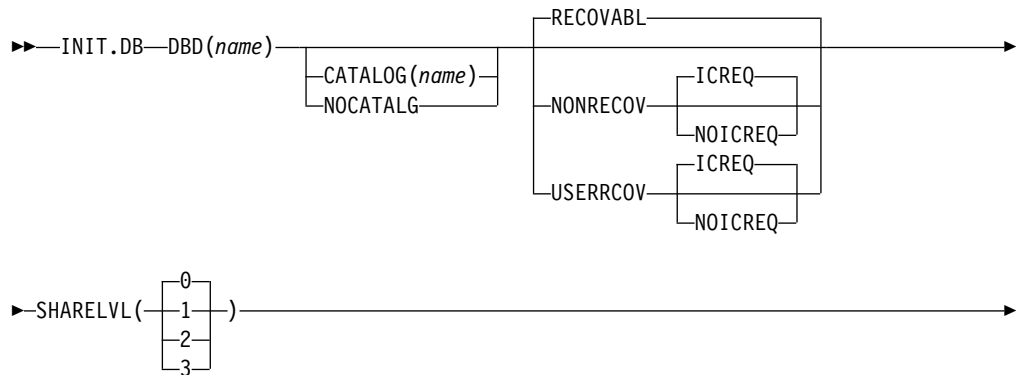 RECOVABL
INIT.DB DBD(name)
CATALOG(name) ICREQ
NOCATALG NONRECOV
NOICREQ
ICREQ
USERRCOV
NOICREQ
0
SHARELVL( 1 )
2
3